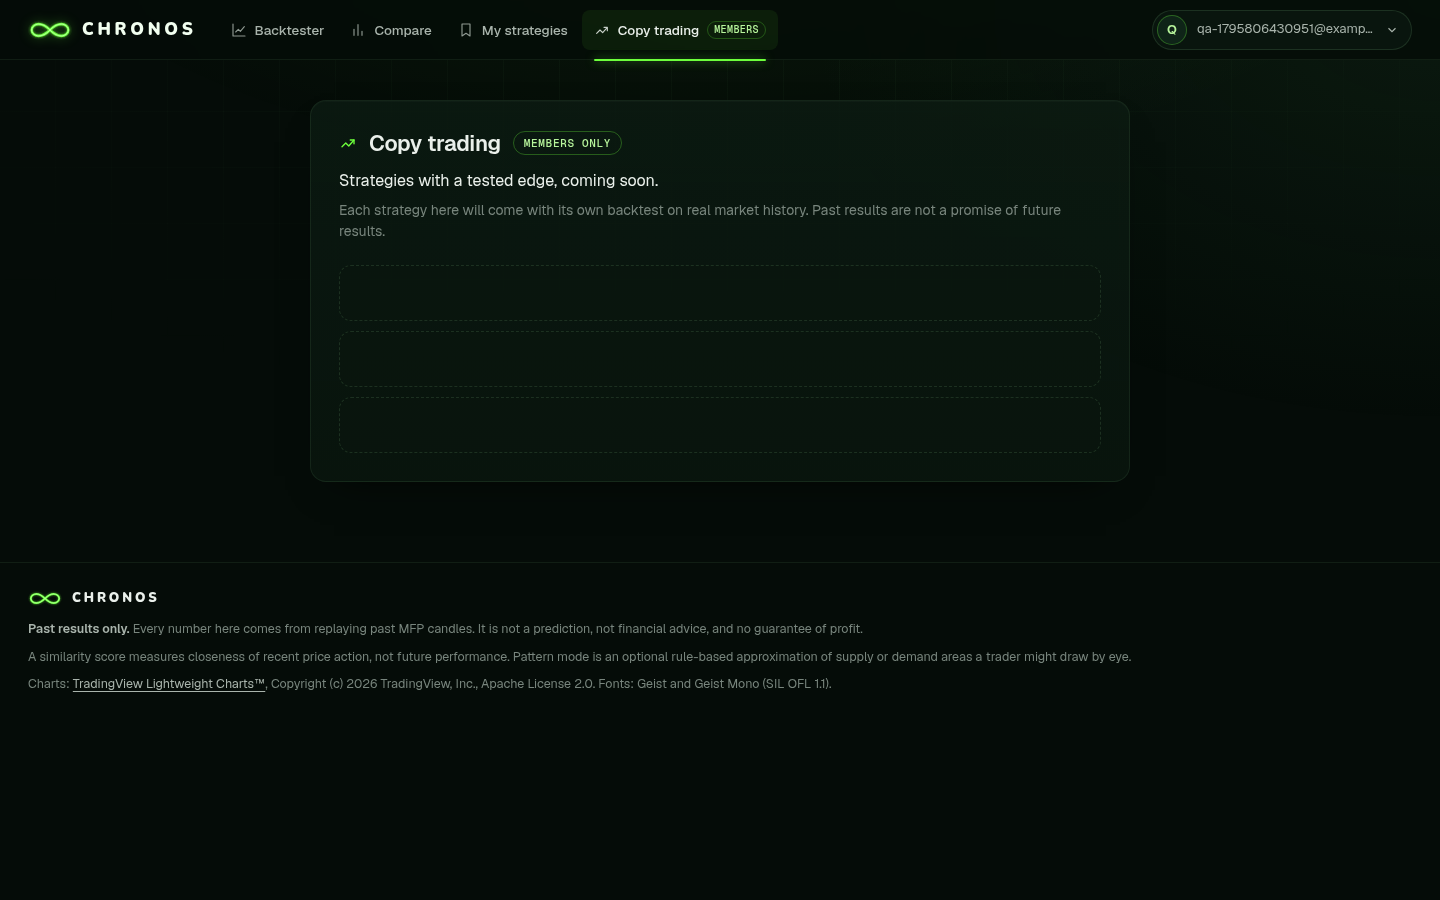 CHRONOS
Backtester
Compare
My strategies
Copy trading MEMBERS
Q qa-1795806430951@examp...
Copy trading MEMBERS ONLY
Strategies with a tested edge, coming soon.
Each strategy here will come with its own backtest on real market history. Past results are not a promise of future
results.
CHRONOS
Past results only. Every number here comes from replaying past MFP candles. It is not a prediction, not financial advice, and no guarantee of profit.
A similarity score measures closeness of recent price action, not future performance. Pattern mode is an optional rule-based approximation of supply or demand areas a trader might draw by eye.
Charts: TradingView Lightweight Charts™, Copyright (c) 2026 TradingView, Inc., Apache License 2.0. Fonts: Geist and Geist Mono (SIL OFL 1.1).